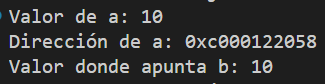 Valor de a: 10
Dirección de a: 0xc000122058
Valor donde apunta b: 10